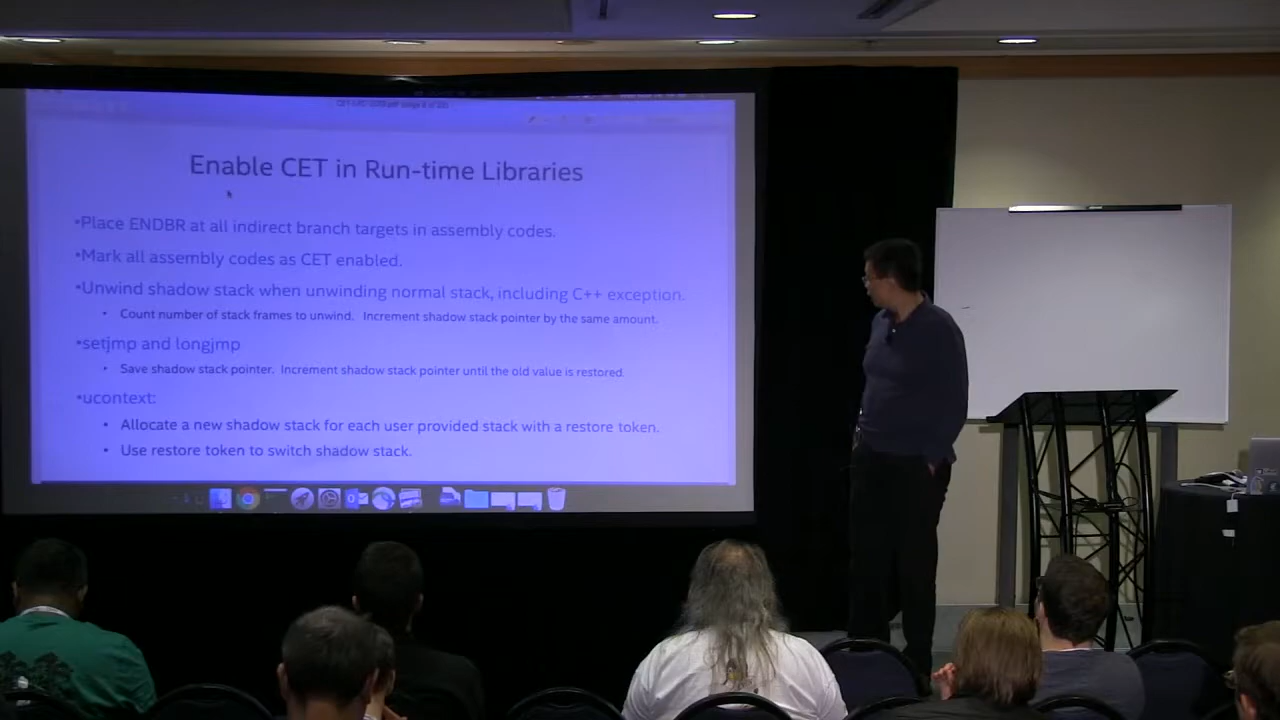 Enable CET in Run-time Libraries
•Place ENDBR at all indirect branch targets in assembly codes.
•Mark all assembly codes as CET enabled.
•Unwind shadow stack when unwinding normal stack, including C++ exception.
• Count number of stack frames to unwind. Increment shadow stack pointer by the same amount.
•setjmp and longjmp
• Save shadow stack pointer. Increment shadow stack pointer until the old value is restored.
•ucontext:
• Allocate a new shadow stack for each user provided stack with a restore token.
• Use restore token to switch shadow stack.